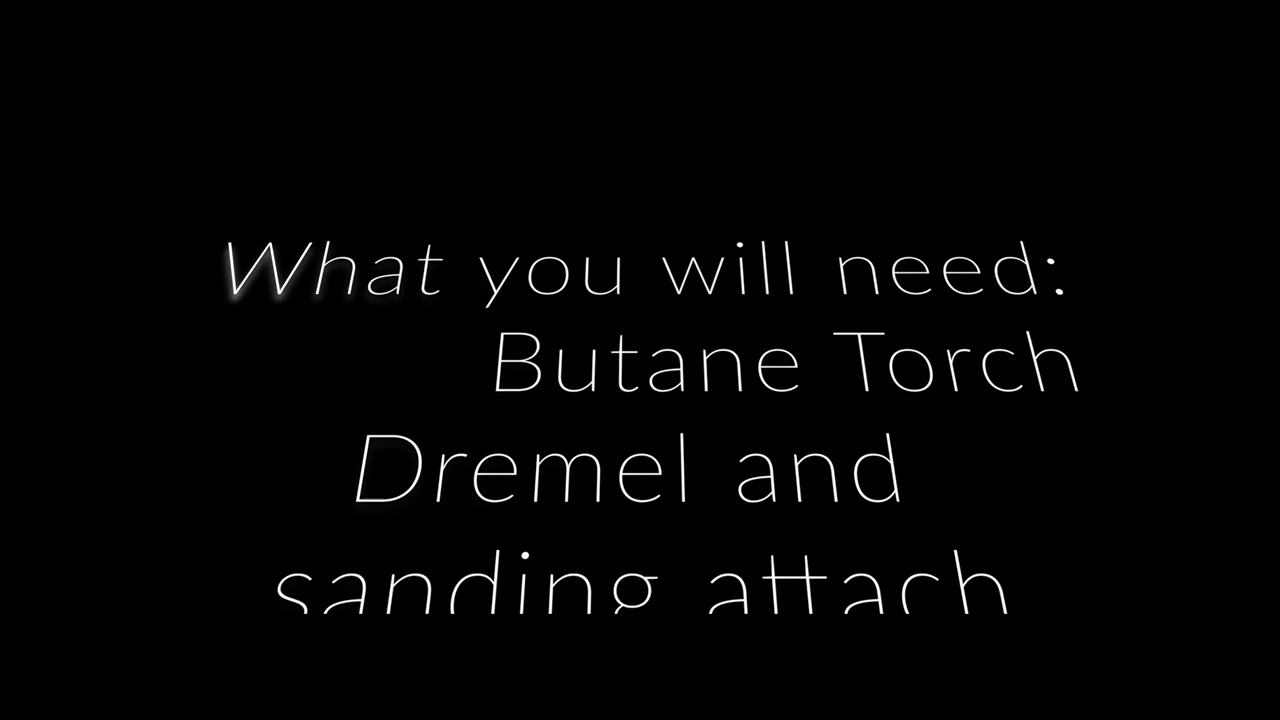 What you will need:
Butane Torch
Dremel and
sanding attach